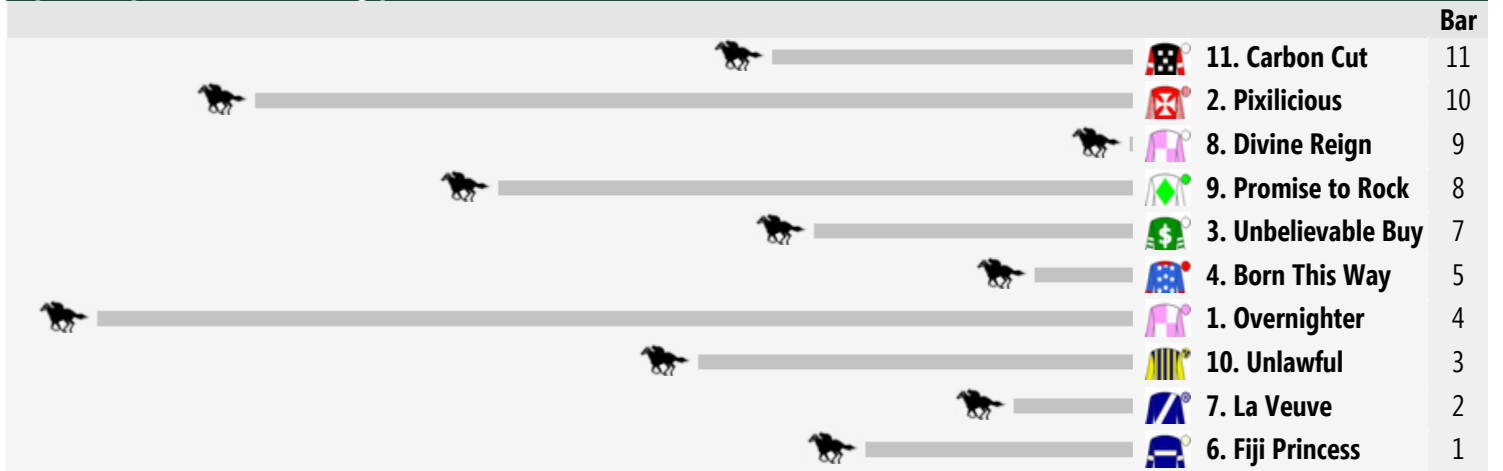 Bar
11. Carbon Cut 11
2. Pixilicious 10
8. Divine Reign 9
9. Promise to Rock 8
$ 3. Unbelievable Buy 7
4. Born This Way 5
1. Overnighter 4
10. Unlawful 3
7. La Veuve 2
6. Fiji Princess 1